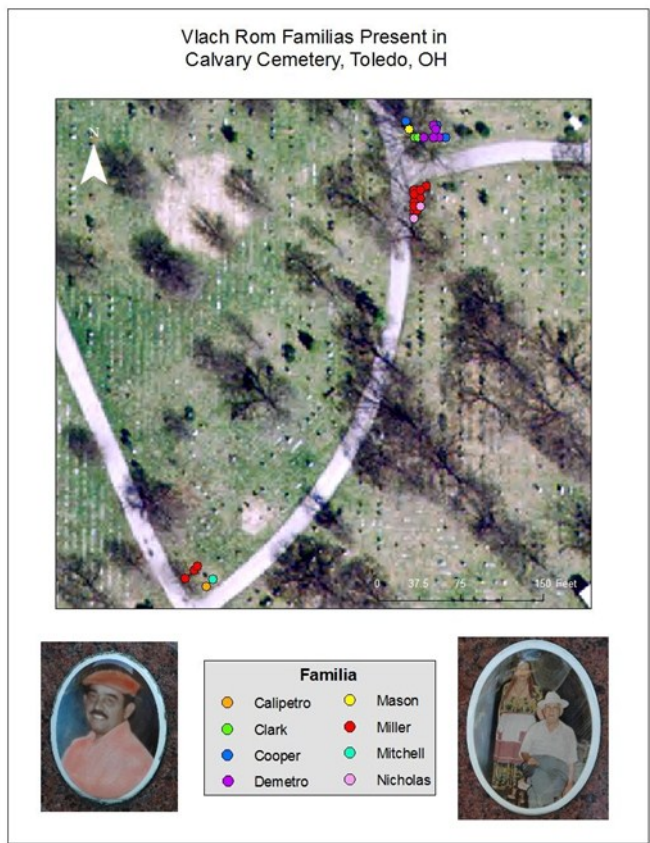 Vlach Rom Familias Present in
Calvary Cemetery, Toledo, OH
N
0 37.5 75 150 Feet
Familia
Calipetro
Clark
Cooper
Demetro
Mason
Miller
Mitchell
Nicholas